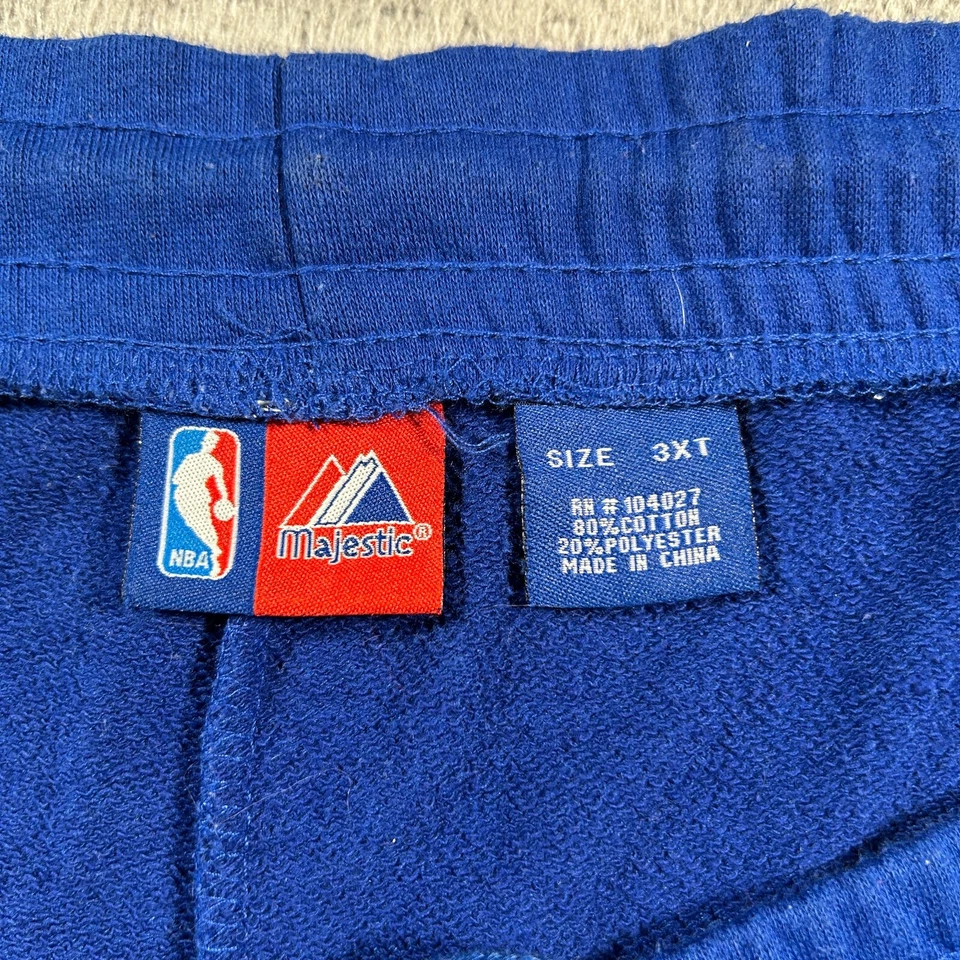 NBA
Majestic®
SIZE 3XT
RN # 104027
80%COTTON
20%POLYESTER
MADE IN CHINA